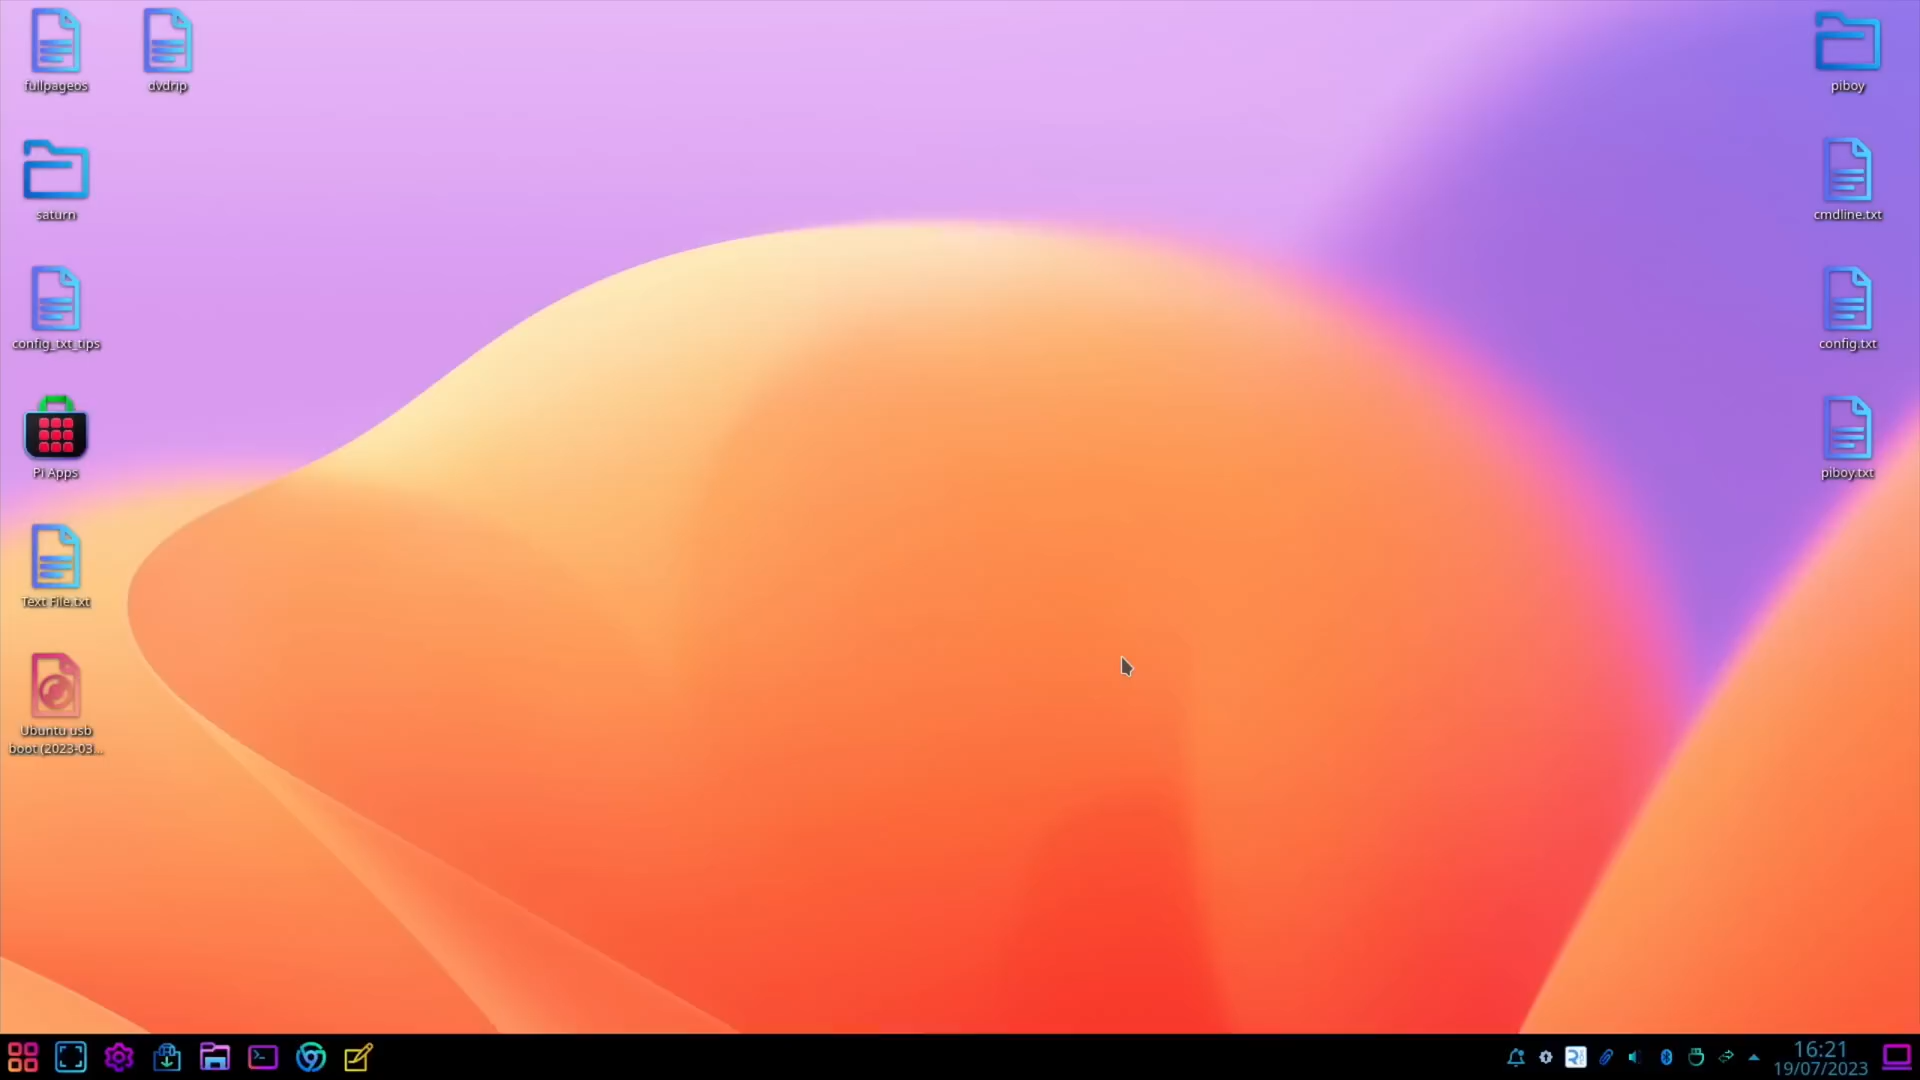 fullpageos
dvdrip
piboy
saturn
cmdline.txt
config_txt_tips
config.txt
Pi Apps
piboy.txt
Text File.txt
Ubuntu usb
boot (2023-03...
16:21
19/07/2023